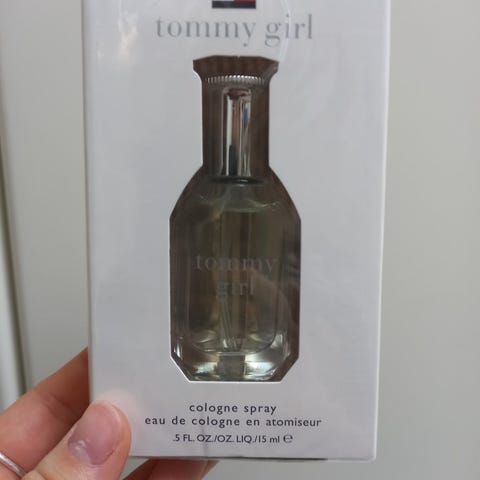 tommy girl
tommy
girl
cologne spray
eau de cologne en atomiseur
.5 FL. OZ./OZ. LIQ./15 ml ℮